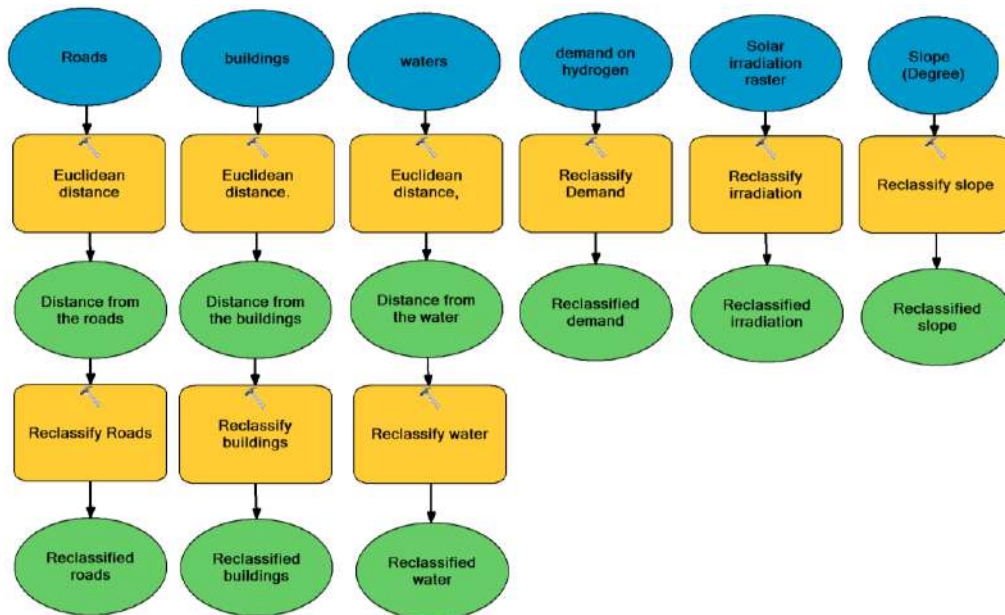 Roads
buildings
waters
demand on
hydrogen
Solar
irradiation
raster
Slope
(Degree)
Euclidean
distance
Euclidean
distance.
Euclidean
distance,
Reclassify
Demand
Reclassify
irradiation
Reclassify slope
Distance from
the roads
Distance from
the buildings
Distance from
the water
Reclassified
demand
Reclassified
irradiation
Reclassified
slope
Reclassify Roads
Reclassify
buildings
Reclassify water
Reclassified
roads
Reclassified
buildings
Reclassified
water